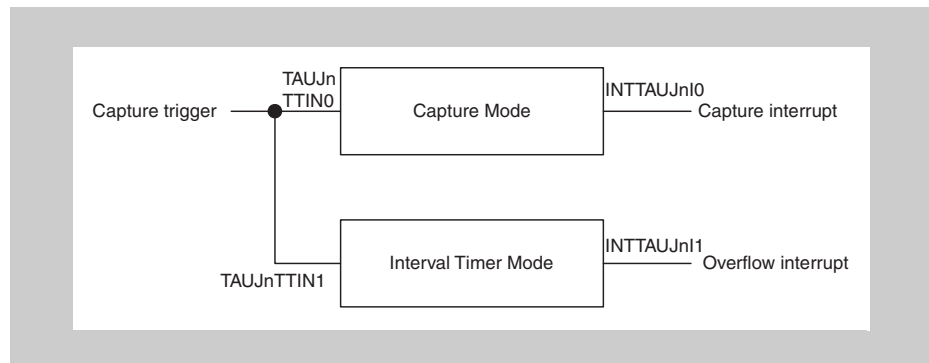 TAUJn
TTIN0
INTTAUJnI0
Capture trigger
Capture Mode
Capture interrupt
INTTAUJnI1
Interval Timer Mode
Overflow interrupt
TAUJnTTIN1